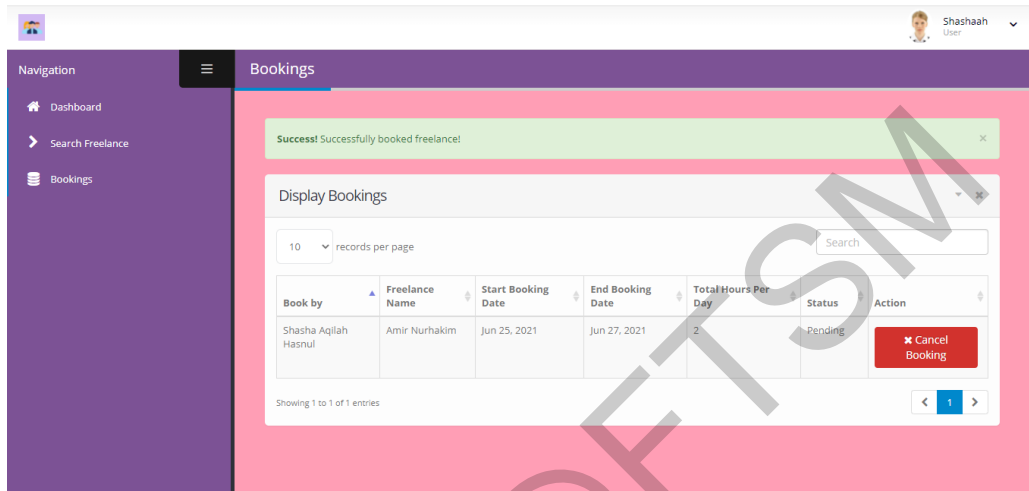 Shashaah
User
Navigation
Bookings
Dashboard
Search Freelance
Bookings
Success! Successfully booked freelance!
×
Display Bookings
10 records per page
Search
Book by
Freelance Name
Start Booking Date
End Booking Date
Total Hours Per Day
Status
Action
Shasha Aqilah Hasnul
Amir Nurhakim
Jun 25, 2021
Jun 27, 2021
2
Pending
Cancel Booking
Showing 1 to 1 of 1 entries
1
FTSM